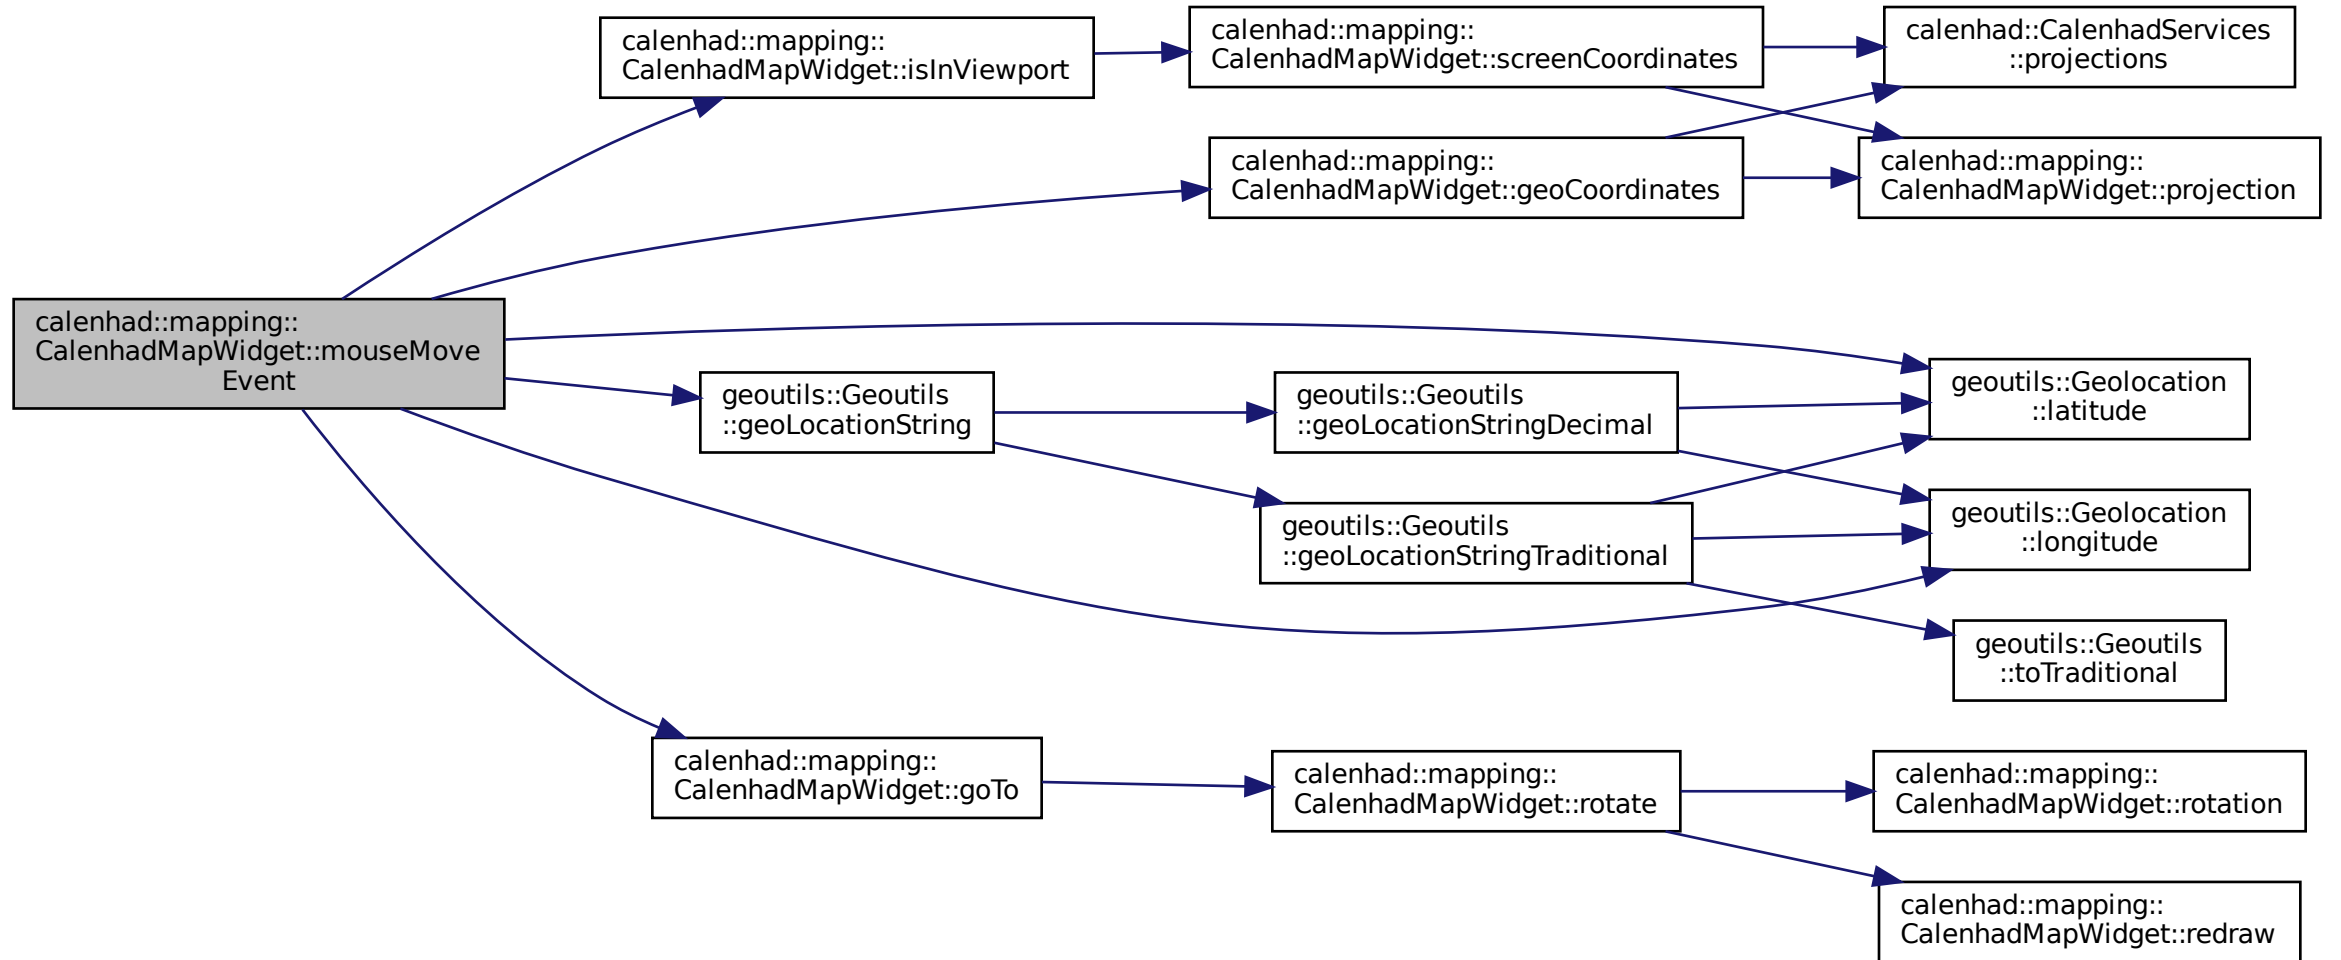 calenhad::mapping::
CalenhadMapWidget::mouseMove
Event
calenhad::mapping::
CalenhadMapWidget::isInViewport
calenhad::mapping::
CalenhadMapWidget::screenCoordinates
calenhad::CalenhadServices
::projections
calenhad::mapping::
CalenhadMapWidget::geoCoordinates
calenhad::mapping::
CalenhadMapWidget::projection
geoutils::Geoutils
::geoLocationString
geoutils::Geoutils
::geoLocationStringDecimal
geoutils::Geolocation
::latitude
geoutils::Geoutils
::geoLocationStringTraditional
geoutils::Geolocation
::longitude
geoutils::Geoutils
::toTraditional
calenhad::mapping::
CalenhadMapWidget::goTo
calenhad::mapping::
CalenhadMapWidget::rotate
calenhad::mapping::
CalenhadMapWidget::rotation
calenhad::mapping::
CalenhadMapWidget::redraw